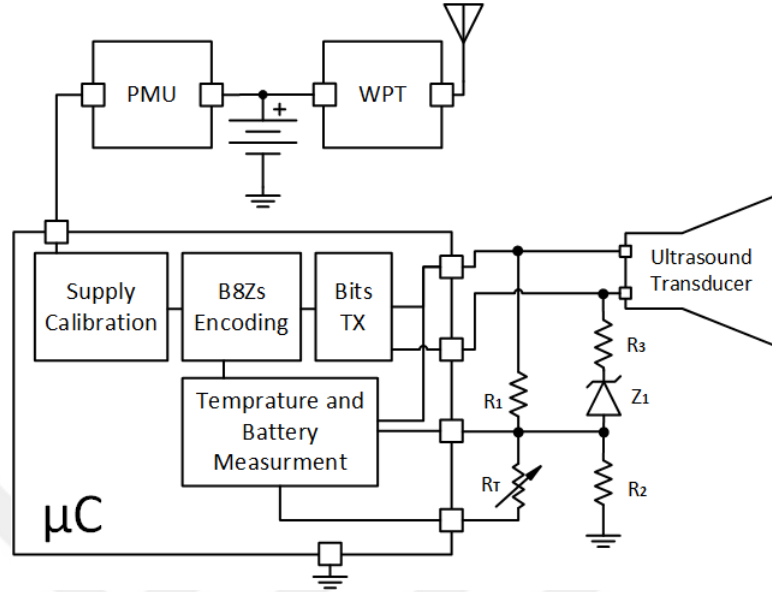 PMU
WPT
+
Supply
Calibration
B8Zs
Encoding
Bits
TX
Ultrasound
Transducer
Temprature and
Battery
Measurment
R₁
R₃
Z₁
Rᴛ
R₂
µC